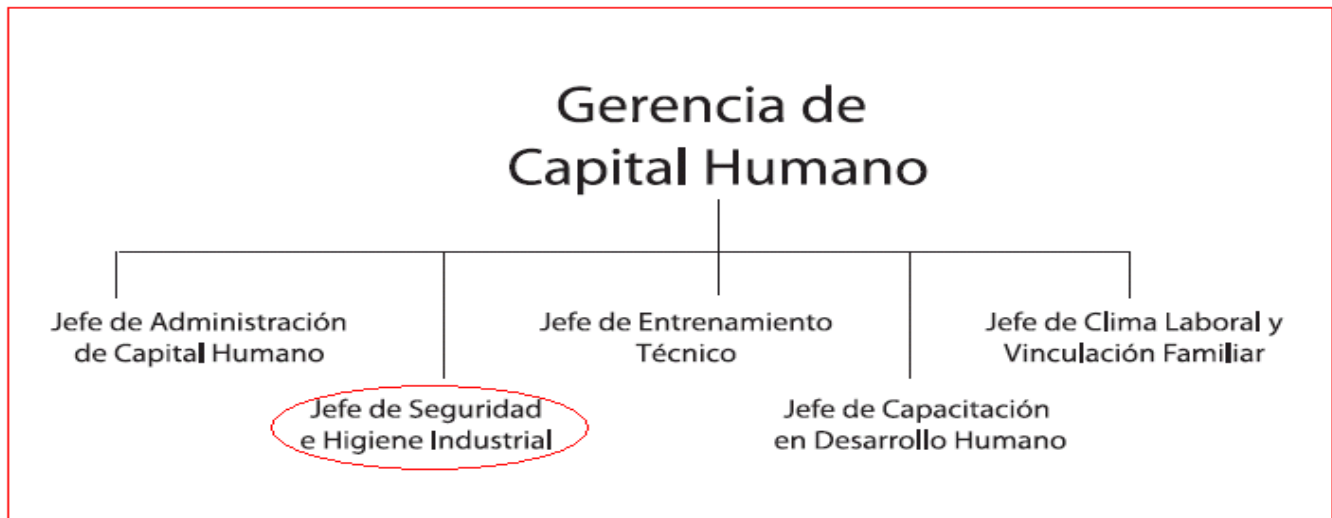 Gerencia de
Capital Humano
Jefe de Administración
de Capital Humano
Jefe de Seguridad
e Higiene Industrial
Jefe de Entrenamiento
Técnico
Jefe de Capacitación
en Desarrollo Humano
Jefe de Clima Laboral y
Vinculación Familiar